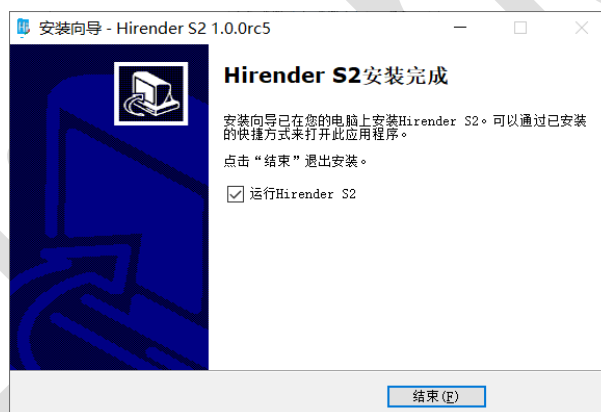 安装向导 - Hirender S2 1.0.0rc5
Hirender S2安装完成
安装向导已在您的电脑上安装Hirender S2。可以通过已安装
的快捷方式来打开此应用程序。
点击“结束”退出安装。
运行Hirender S2
结束(F)